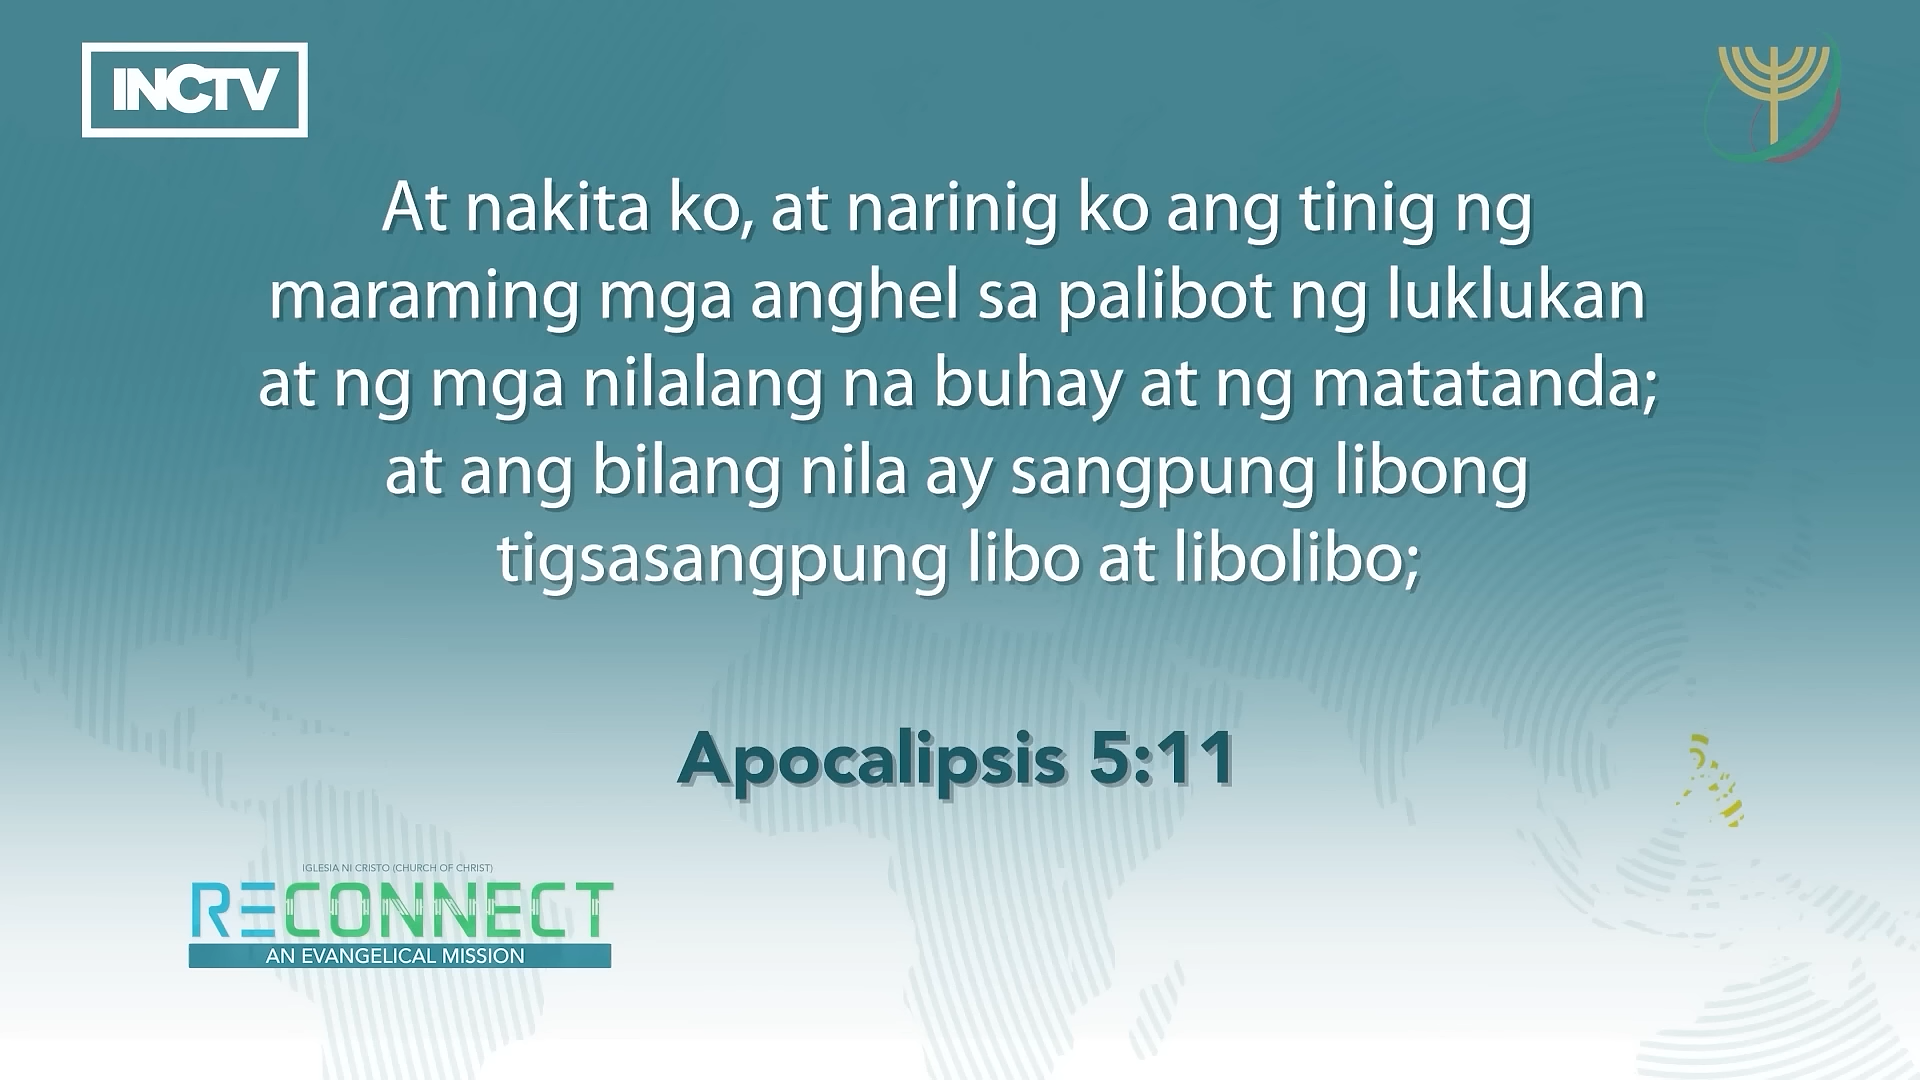 INCTV
At nakita ko, at narinig ko ang tinig ng
maraming mga anghel sa palibot ng luklukan
at ng mga nilalang na buhay at ng matatanda;
at ang bilang nila ay sangpung libong
tigsasangpung libo at libolibo;
Apocalipsis 5:11
IGLESIA NI CRISTO (CHURCH OF CHRIST)
RECONNECT
AN EVANGELICAL MISSION